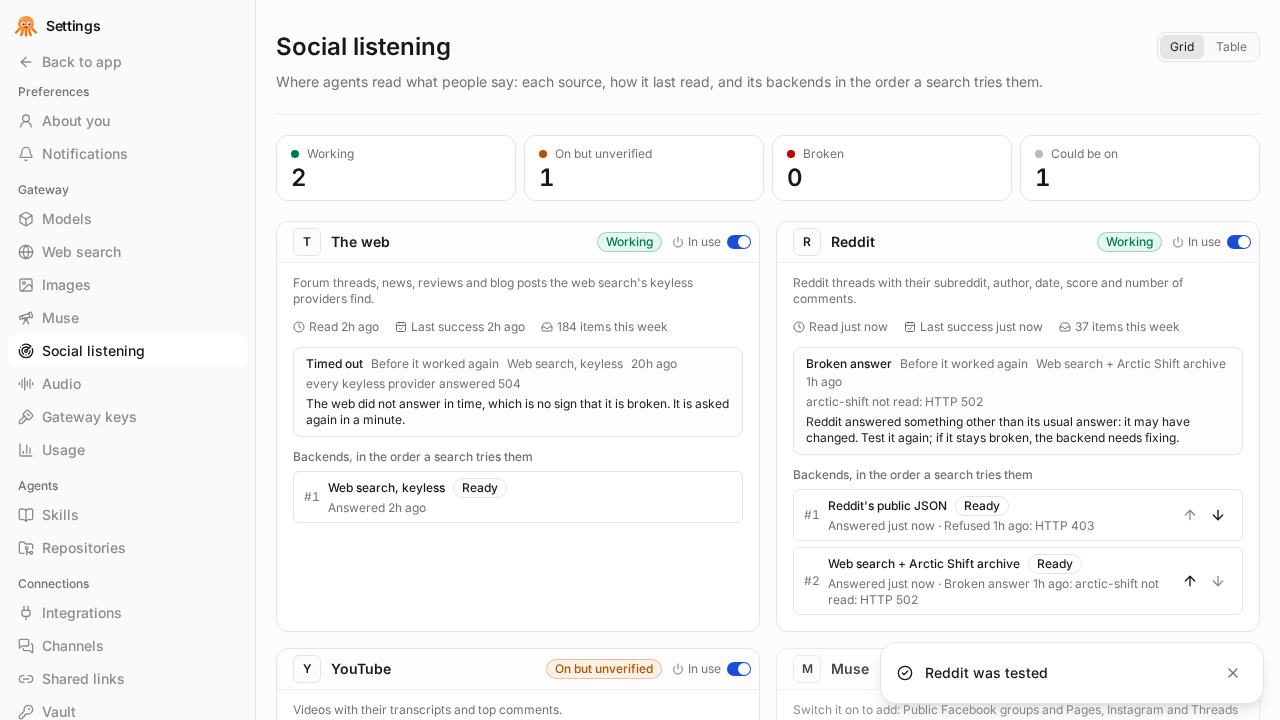 Settings
Back to app
Preferences
About you
Notifications
Gateway
Models
Web search
Images
Muse
Social listening
Audio
Gateway keys
Usage
Agents
Skills
Repositories
Connections
Integrations
Channels
Shared links
Vault
Social listening
Grid
Table
Where agents read what people say: each source, how it last read, and its backends in the order a search tries them.
Working
2
On but unverified
1
Broken
0
Could be on
1
T
The web
Working
In use
Forum threads, news, reviews and blog posts the web search's keyless
providers find.
Read 2h ago
Last success 2h ago
184 items this week
Timed out Before it worked again Web search, keyless 20h ago
every keyless provider answered 504
The web did not answer in time, which is no sign that it is broken. It is asked
again in a minute.
Backends, in the order a search tries them
#1
Web search, keyless
Ready
Answered 2h ago
R
Reddit
Working
In use
Reddit threads with their subreddit, author, date, score and number of
comments.
Read just now
Last success just now
37 items this week
Broken answer Before it worked again Web search + Arctic Shift archive
1h ago
arctic-shift not read: HTTP 502
Reddit answered something other than its usual answer: it may have
changed. Test it again; if it stays broken, the backend needs fixing.
Backends, in the order a search tries them
#1
Reddit's public JSON
Ready
Answered just now · Refused 1h ago: HTTP 403
#2
Web search + Arctic Shift archive
Ready
Answered just now · Broken answer 1h ago: arctic-shift not
read: HTTP 502
Y
YouTube
On but unverified
In use
Videos with their transcripts and top comments.
M
Muse
Switch it on to add: Public Facebook groups and Pages, Instagram and Threads
Reddit was tested